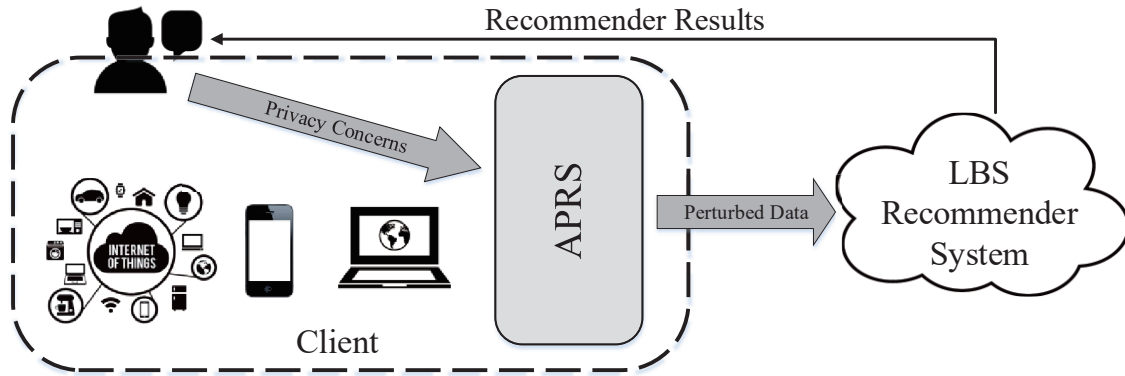 Recommender Results
Privacy Concerns
APRS
Perturbed Data
LBS
Recommender
System
INTERNET
OF THINGS
Client